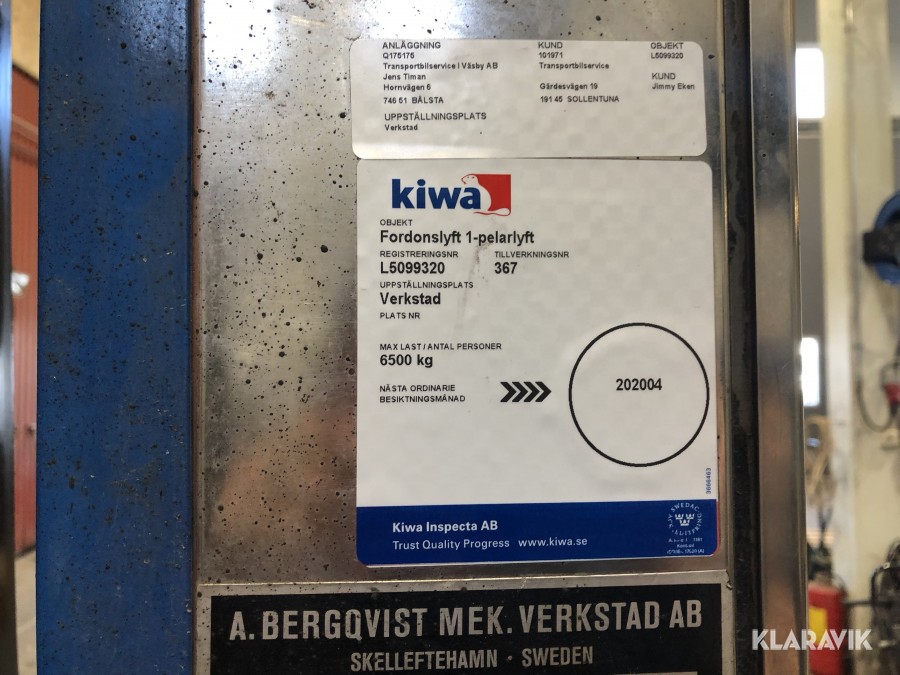 ANLÄGGNING KUND OBJEKT
Q175175 101971 L5099320
Transportbilservice i Väsby AB Transportbilservice
Jens Timan KUND
Hornvägen 6 Gärdesvägen 19 Jimmy Eken
746 51 BÅLSTA 191 45 SOLLENTUNA
UPPSTÄLLNINGSPLATS
Verkstad
kiwa
OBJEKT
Fordonslyft 1-pelarlyft
REGISTRERINGSNR TILLVERKNINGSNR
L5099320 367
UPPSTÄLLNINGSPLATS
Verkstad
PLATS NR
MAX LAST / ANTAL PERSONER
6500 kg
NÄSTA ORDINARIE
BESIKTNINGSMÅNAD
202004
Kiwa Inspecta AB
Trust Quality Progress www.kiwa.se
SWEDAC
A. BERGQVIST MEK. VERKSTAD AB
SKELLEFTEHAMN · SWEDEN
KLARAVIK